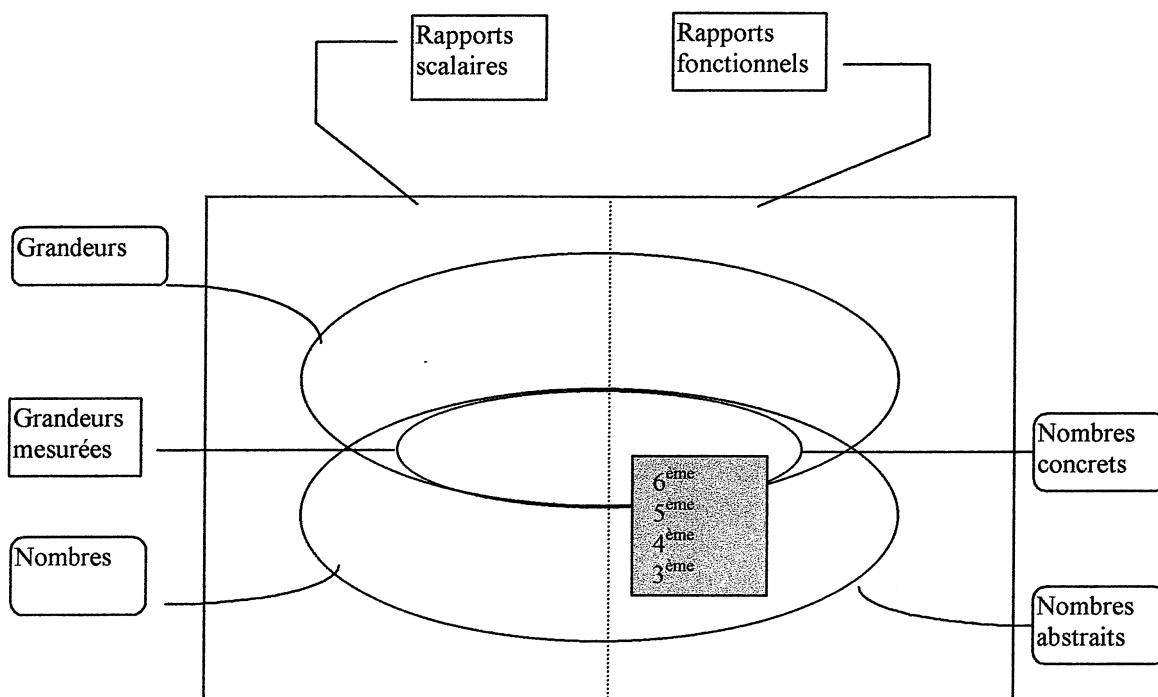 Rapports
scalaires
Rapports
fonctionnels
Grandeurs
Grandeurs
mesurées
Nombres
concrets
6ème
5ème
4ème
3ème
Nombres
Nombres
abstraits